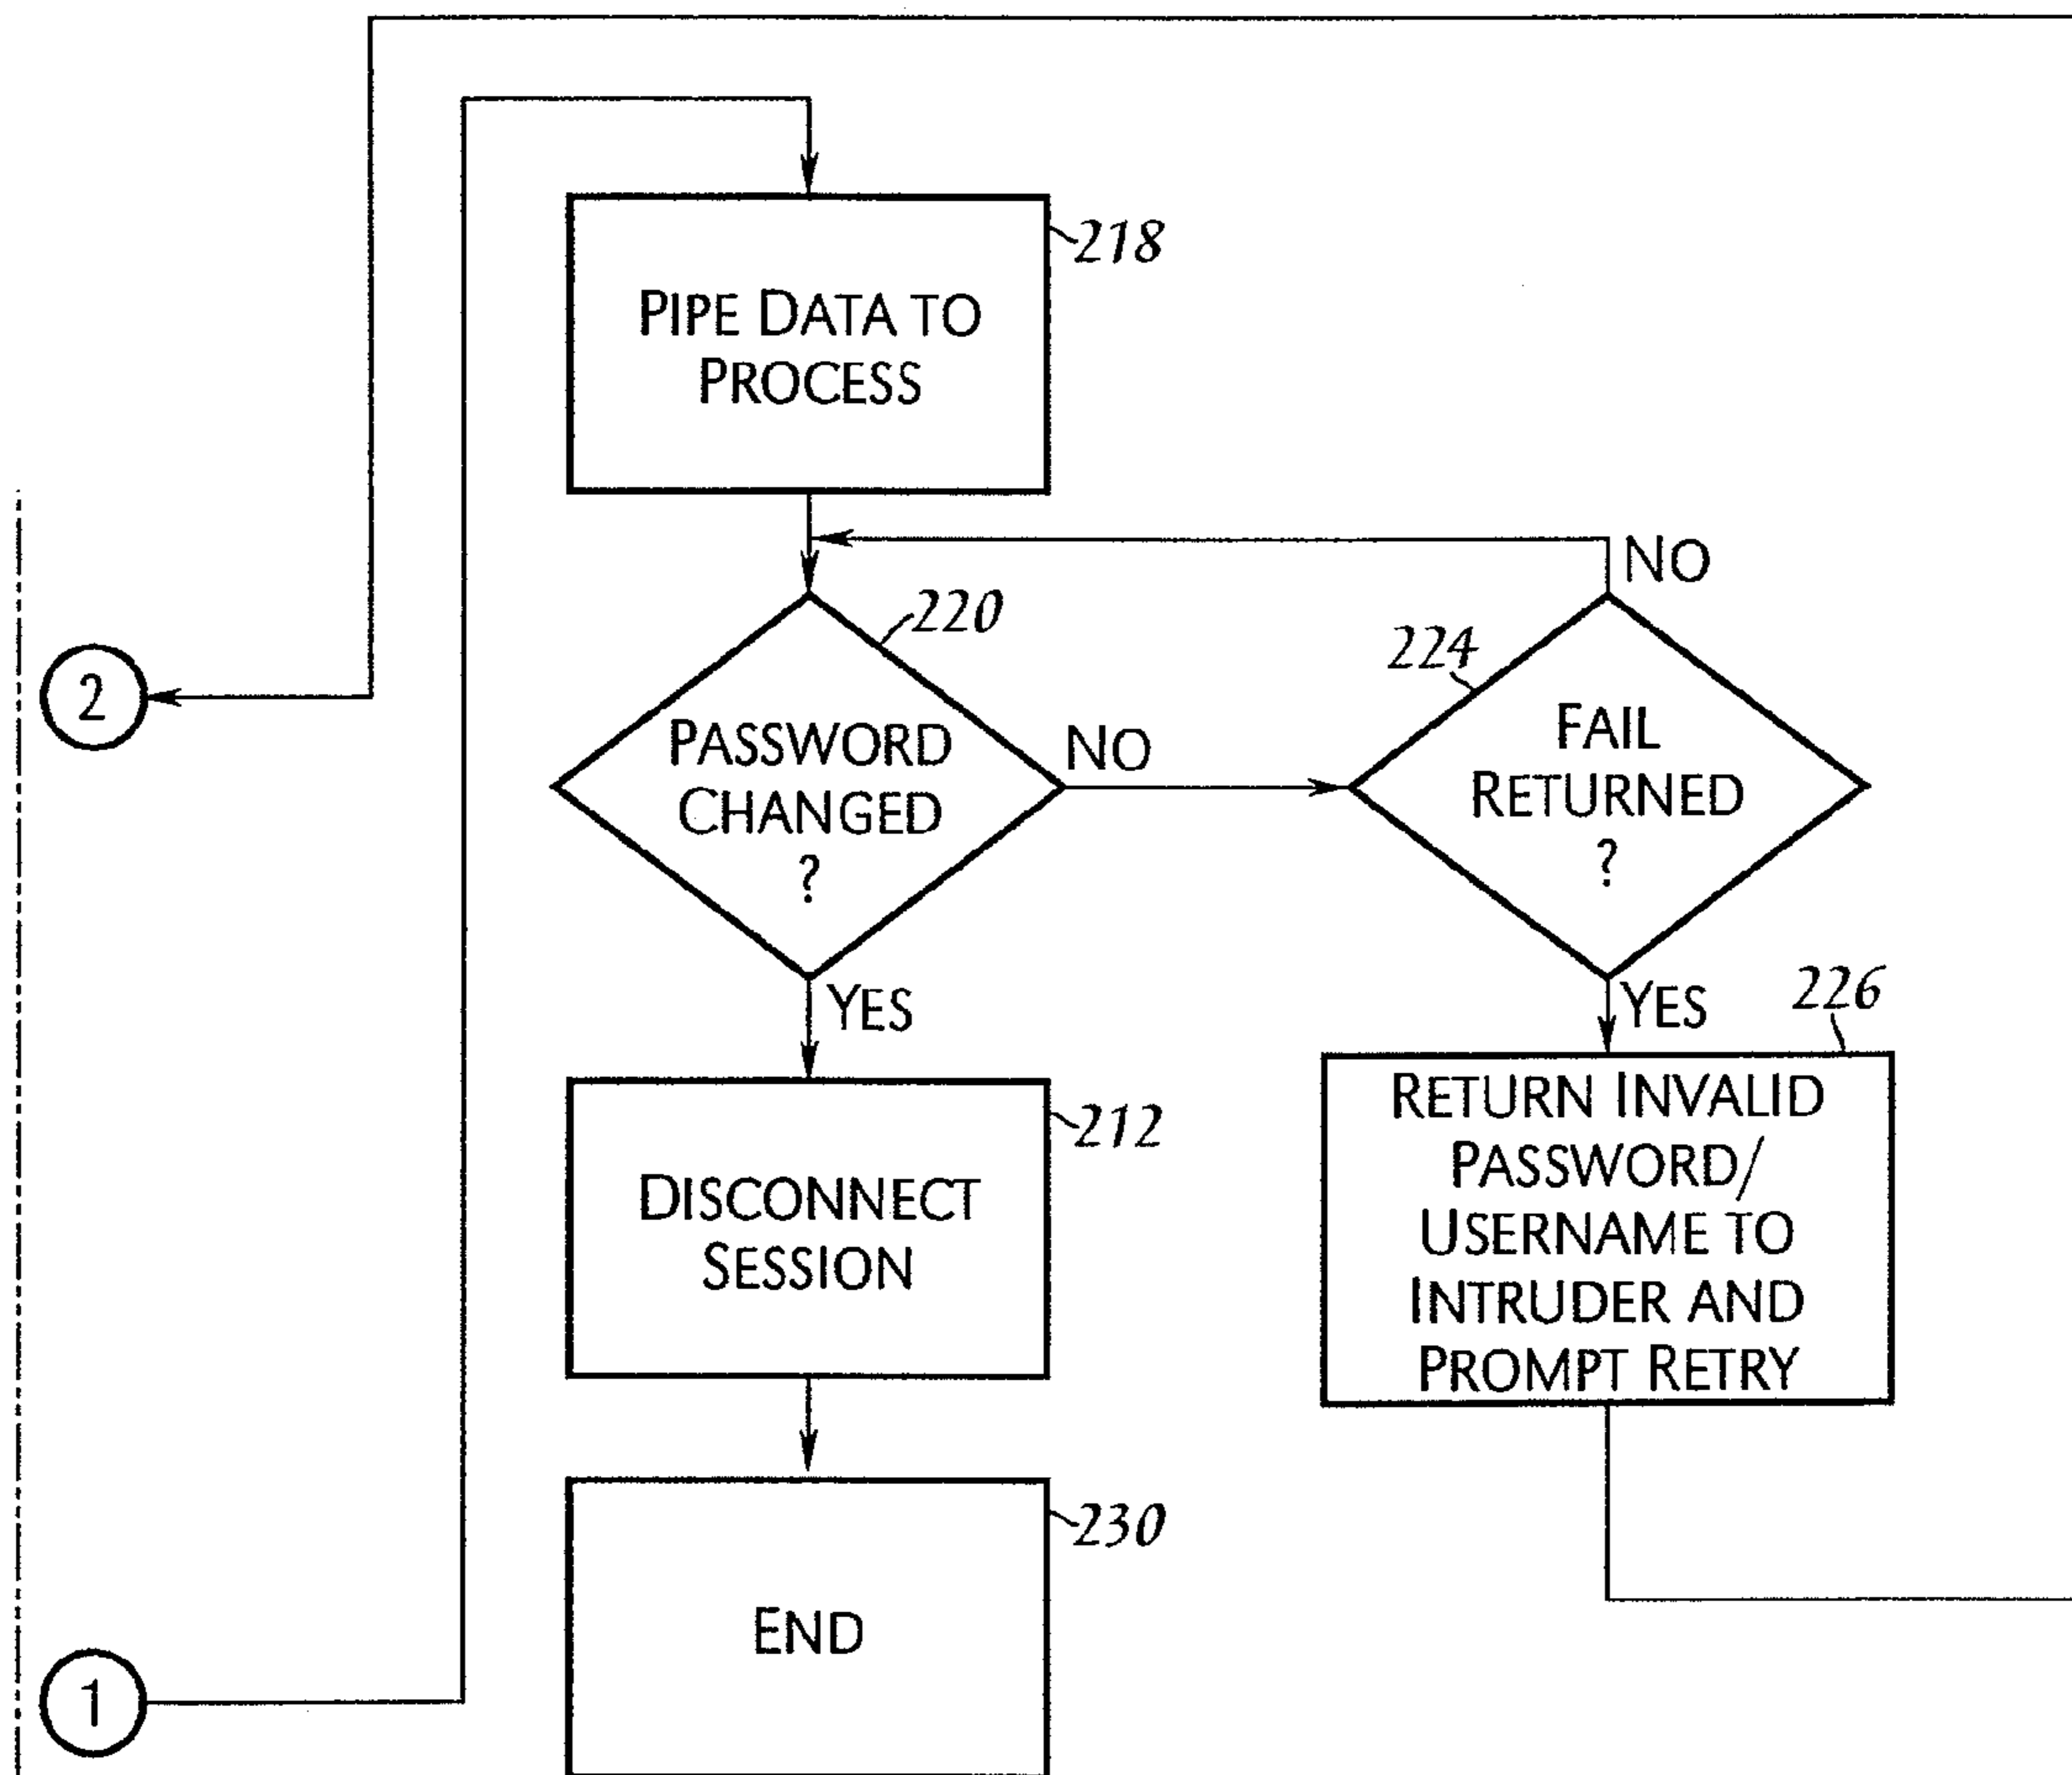 218
PIPE DATA TO
PROCESS
NO
220
224
2
PASSWORD
CHANGED
?
NO
FAIL
RETURNED
?
YES
YES
226
212
DISCONNECT
SESSION
RETURN INVALID
PASSWORD/
USERNAME TO
INTRUDER AND
PROMPT RETRY
230
END
1